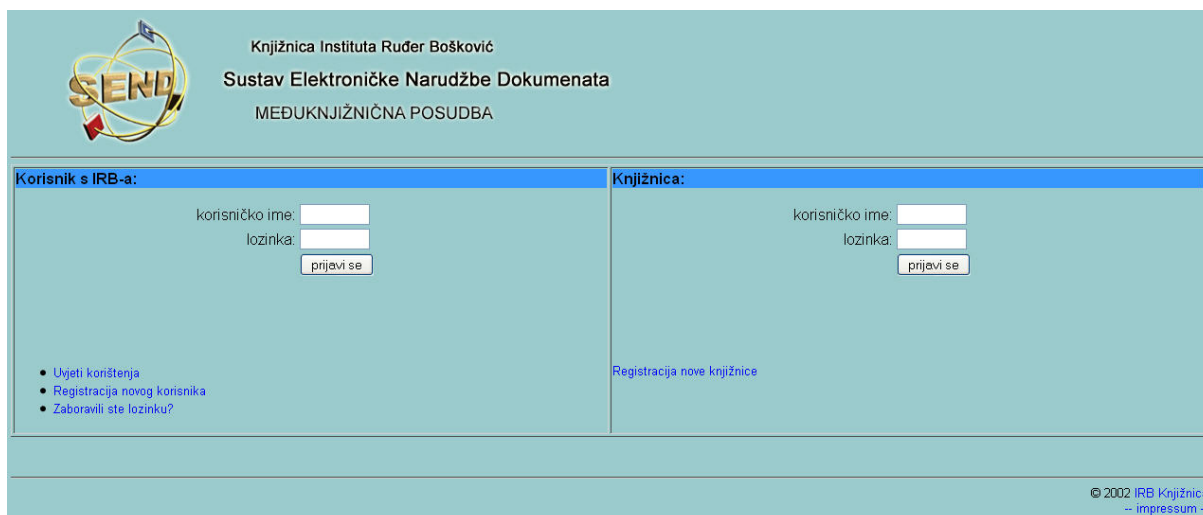 SEND
Knjižnica Instituta Ruđer Bošković
Sustav Elektroničke Narudžbe Dokumenata
MEĐUKNJIŽNIČNA POSUDBA
Korisnik s IRB-a:
korisničko ime:
lozinka:
prijavi se
Uvjeti korištenja
Registracija novog korisnika
Zaboravili ste lozinku?
Knjižnica:
korisničko ime:
lozinka:
prijavi se
Registracija nove knjižnice
© 2002 IRB Knjižnic
-- impressum -